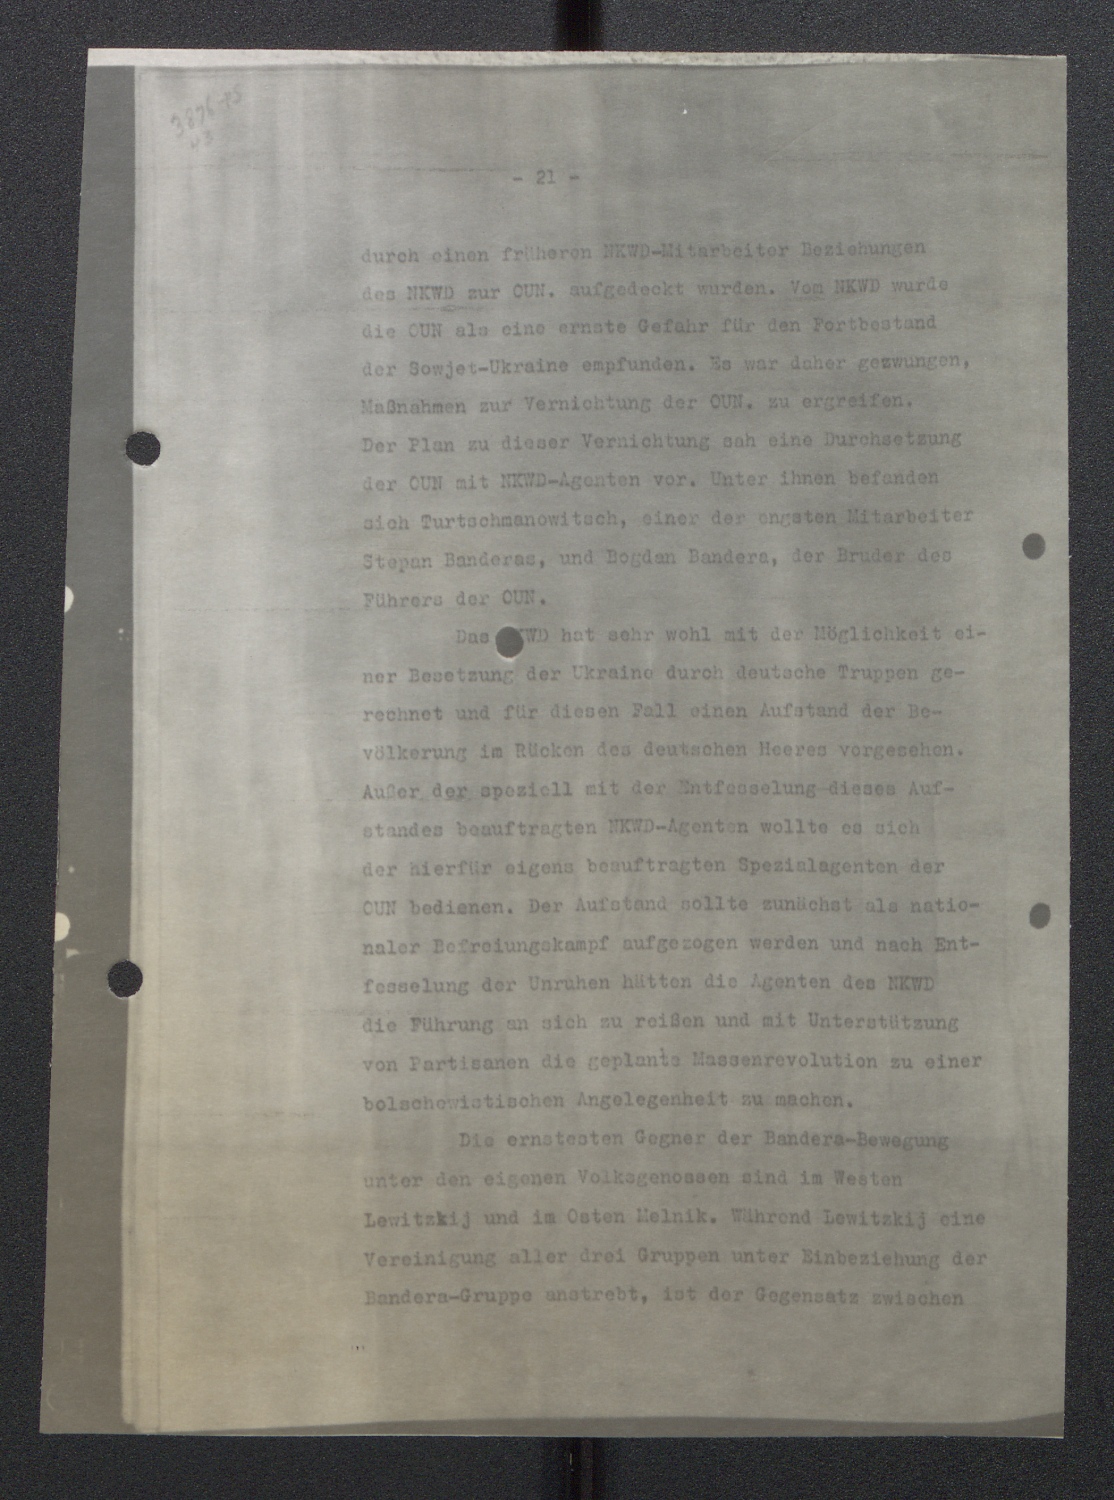 3876-PS
- 21 -
durch einen früheren NKWD-Mitarbeiter Beziehungen
des NKWD zur OUN. aufgedeckt wurden. Vom NKWD wurde
die OUN als eine ernste Gefahr für den Fortbestand
der Sowjet-Ukraine empfunden. Es war daher gezwungen,
Maßnahmen zur Vernichtung der OUN. zu ergreifen.
Der Plan zu dieser Vernichtung sah eine Durchsetzung
der OUN mit NKWD-Agenten vor. Unter ihnen befanden
sich Turtschmanowitsch, einer der engsten Mitarbeiter
Stepan Banderas, und Bogdan Bandera, der Bruder des
Führers der OUN.
Das KWD hat sehr wohl mit der Möglichkeit ei-
ner Besetzung der Ukraine durch deutsche Truppen ge-
rechnet und für diesen Fall einen Aufstand der Be-
völkerung im Rücken des deutschen Heeres vorgesehen.
Außer der speziell mit der Entfesselung dieses Auf-
standes beauftragten NKWD-Agenten wollte es sich
der hierfür eigens beauftragten Spezialagenten der
OUN bedienen. Der Aufstand sollte zunächst als natio-
naler Befreiungskampf aufgezogen werden und nach Ent-
fesselung der Unruhen hätten die Agenten des NKWD
die Führung an sich zu reißen und mit Unterstützung
von Partisanen die geplante Massenrevolution zu einer
bolschewistischen Angelegenheit zu machen.
Die ernstesten Gegner der Bandera-Bewegung
unter den eigenen Volksgenossen sind im Westen
Lewitzkij und im Osten Melnik. Während Lewitzkij eine
Vereinigung aller drei Gruppen unter Einbeziehung der
Bandera-Gruppe anstrebt, ist der Gegensatz zwischen